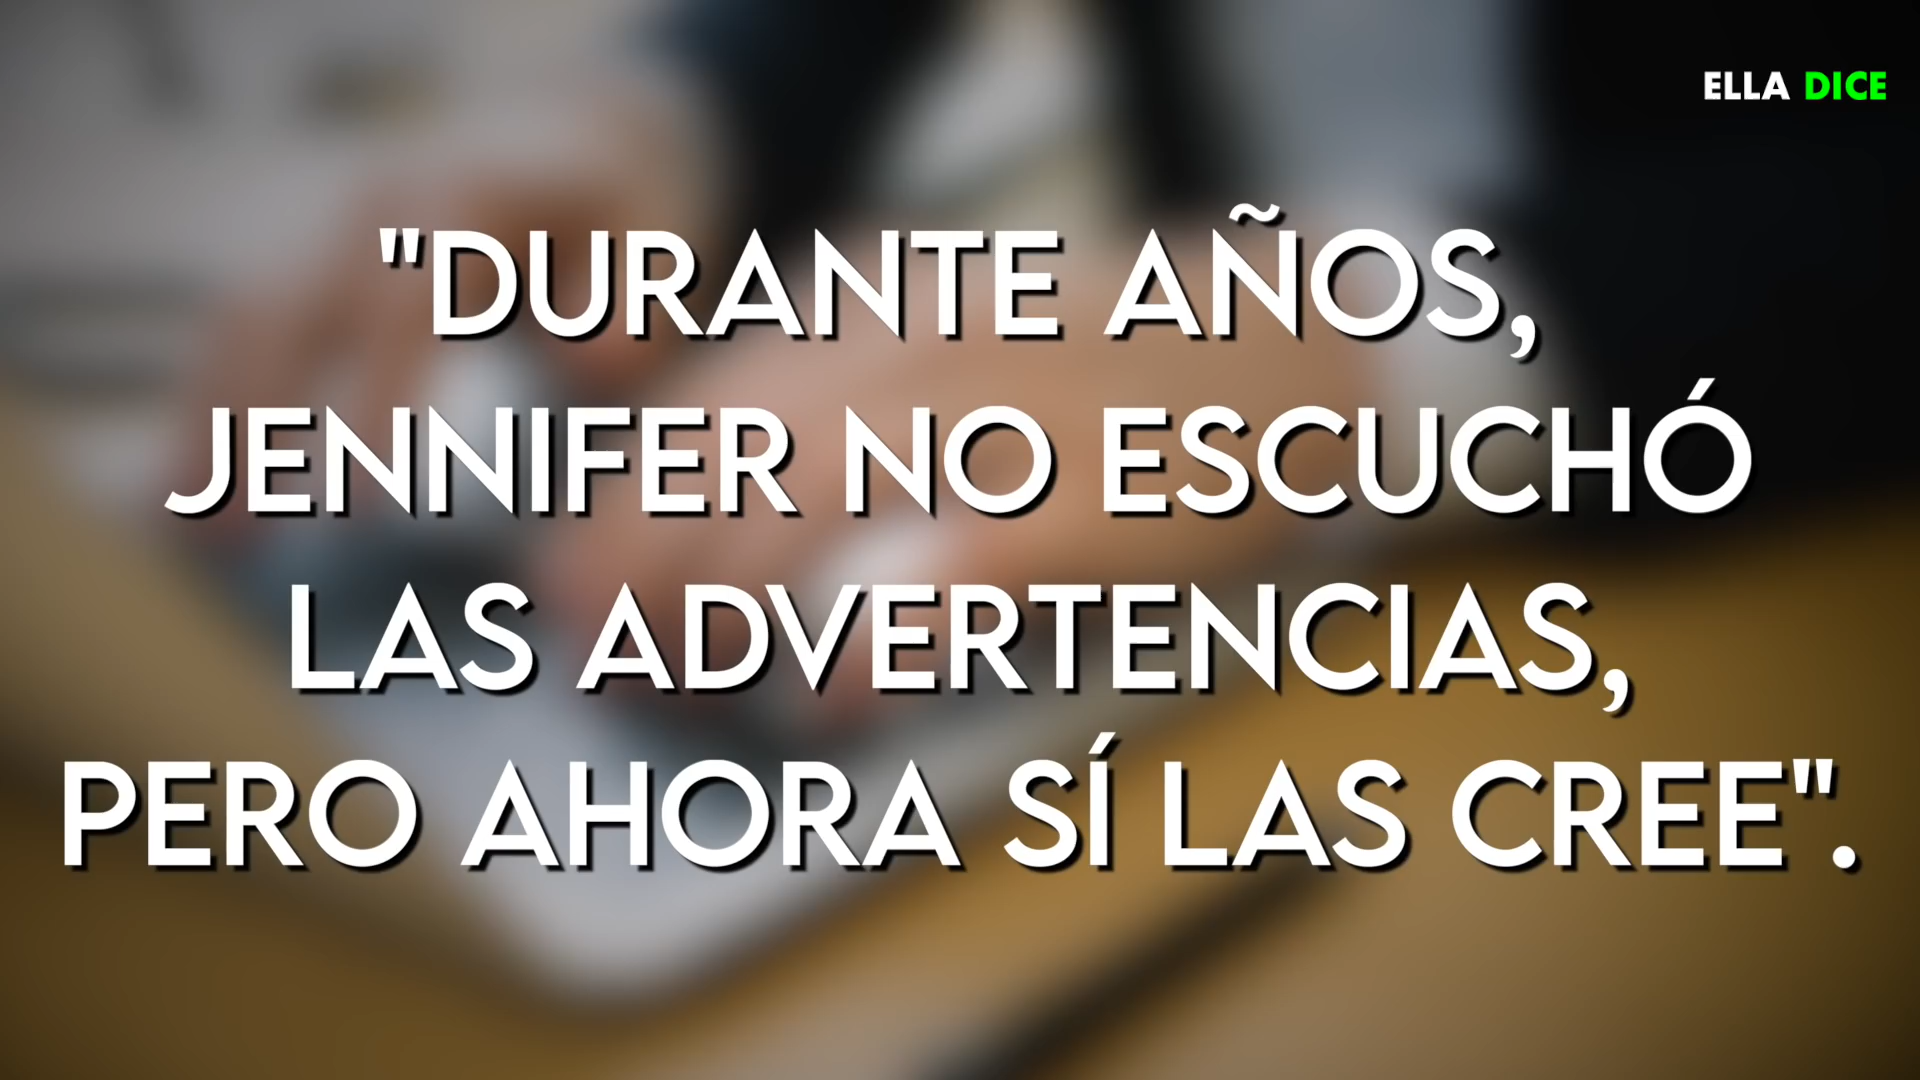 ELLA DICE
"DURANTE AÑOS,
JENNIFER NO ESCUCHÓ
LAS ADVERTENCIAS,
PERO AHORA SÍ LAS CREE".